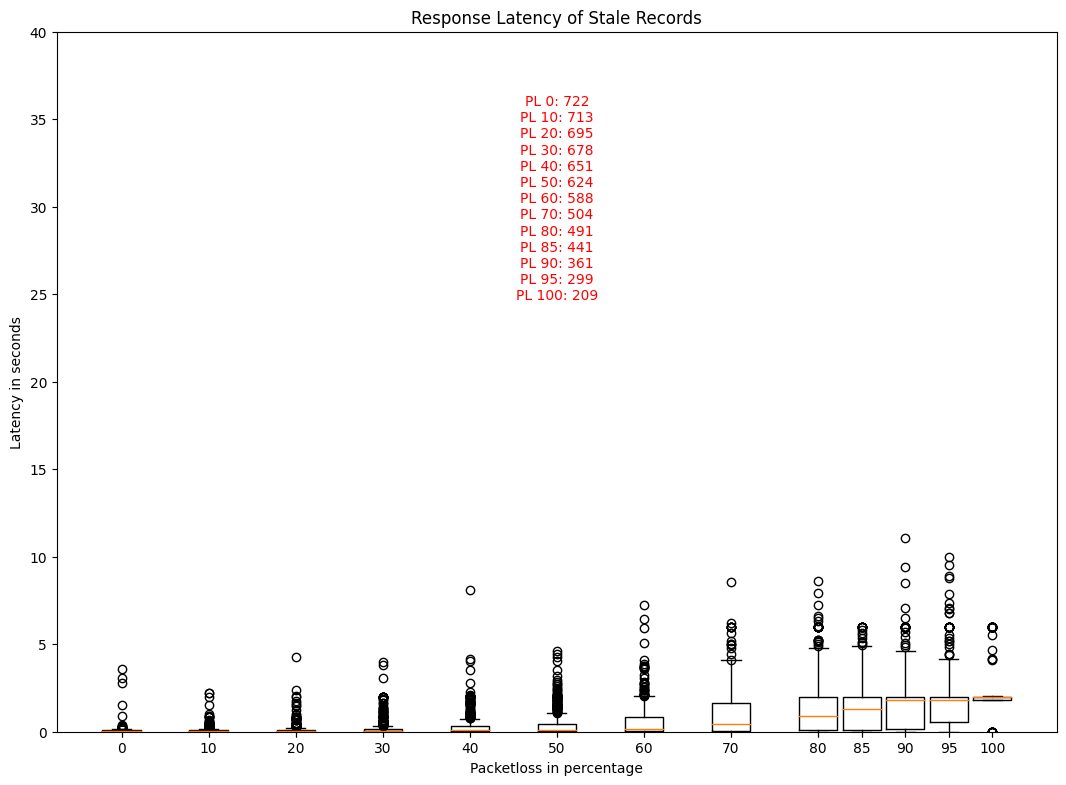 Response Latency of Stale Records
40
35
30
25
20
15
10
5
0
Latency in seconds
PL 0: 722
PL 10: 713
PL 20: 695
PL 30: 678
PL 40: 651
PL 50: 624
PL 60: 588
PL 70: 504
PL 80: 491
PL 85: 441
PL 90: 361
PL 95: 299
PL 100: 209
0 10 20 30 40 50 60 70 80 85 90 95 100
Packetloss in percentage